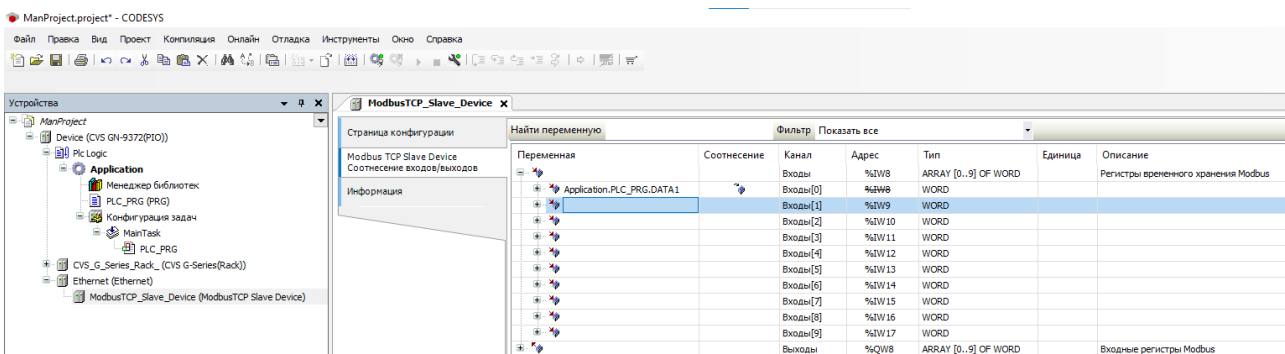 ManProject.project* - CODESYS
Файл Правка Вид Проект Компиляция Онлайн Отладка Инструменты Окно Справка
Устройства
ManProject
Device (CVS GN-9372(PIO))
Plc Logic
Application
Менеджер библиотек
PLC_PRG (PRG)
Конфигурация задач
MainTask
PLC_PRG
CVS_G_Series_Rack_ (CVS G-Series(Rack))
Ethernet (Ethernet)
ModbusTCP_Slave_Device (ModbusTCP Slave Device)
ModbusTCP_Slave_Device
Страница конфигурации
Modbus TCP Slave Device
Соотнесение входов/выходов
Информация
Найти переменную Фильтр Показать все
Переменная Соотнесение Канал Адрес Тип Единица Описание
Входы %IW8 ARRAY [0..9] OF WORD Регистры временного хранения Modbus
Application.PLC_PRG.DATA1 Входы[0] %IW8 WORD
Входы[1] %IW9 WORD
Входы[2] %IW10 WORD
Входы[3] %IW11 WORD
Входы[4] %IW12 WORD
Входы[5] %IW13 WORD
Входы[6] %IW14 WORD
Входы[7] %IW15 WORD
Входы[8] %IW16 WORD
Входы[9] %IW17 WORD
Выходы %QW8 ARRAY [0..9] OF WORD Входные регистры Modbus